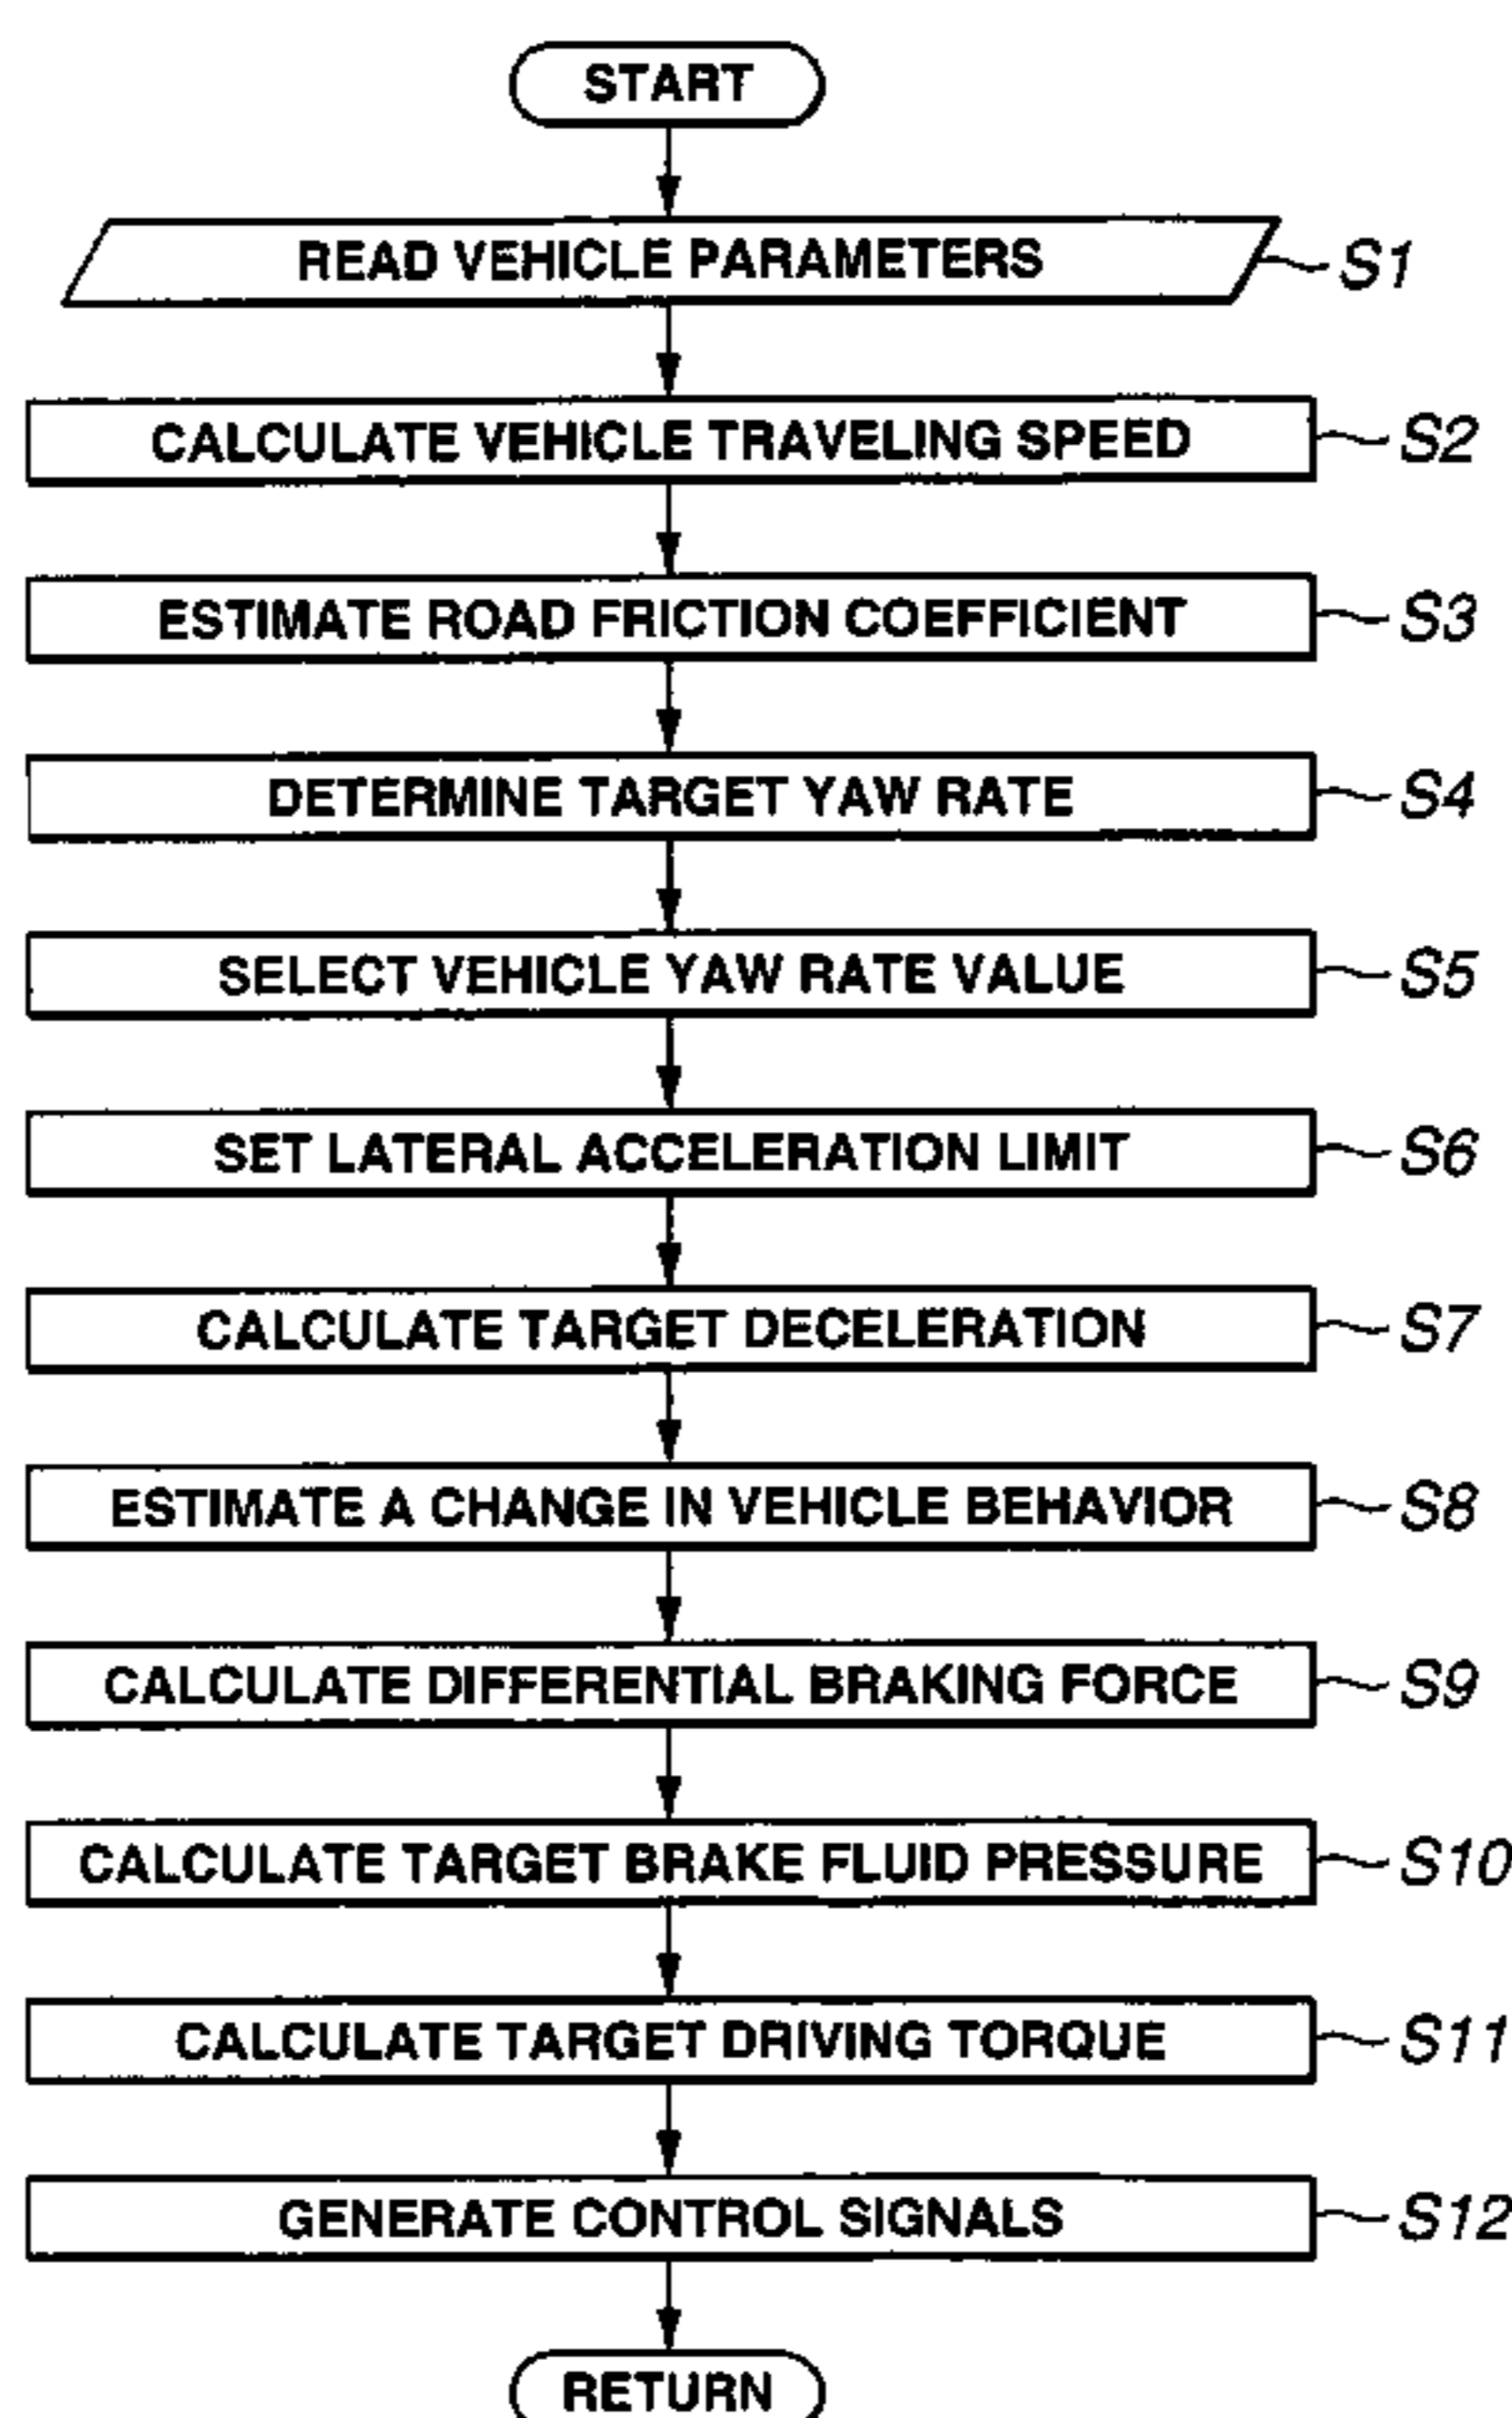 START
READ VEHICLE PARAMETERS S1
CALCULATE VEHICLE TRAVELING SPEED S2
ESTIMATE ROAD FRICTION COEFFICIENT S3
DETERMINE TARGET YAW RATE S4
SELECT VEHICLE YAW RATE VALUE S5
SET LATERAL ACCELERATION LIMIT S6
CALCULATE TARGET DECELERATION S7
ESTIMATE A CHANGE IN VEHICLE BEHAVIOR S8
CALCULATE DIFFERENTIAL BRAKING FORCE S9
CALCULATE TARGET BRAKE FLUID PRESSURE S10
CALCULATE TARGET DRIVING TORQUE S11
GENERATE CONTROL SIGNALS S12
RETURN